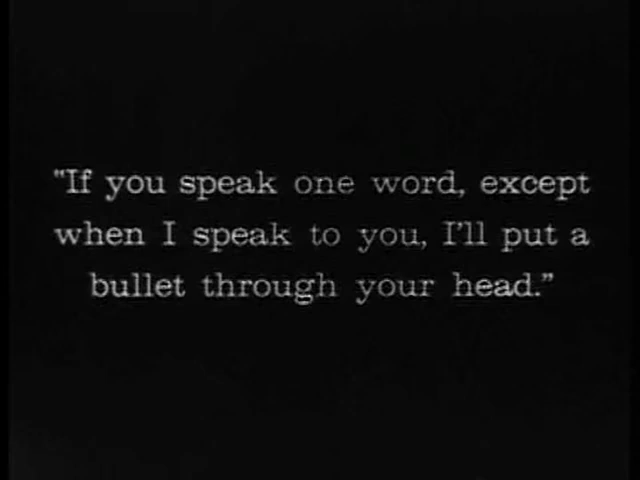 "If you speak one word, except
when I speak to you, I'll put a
bullet through your head."